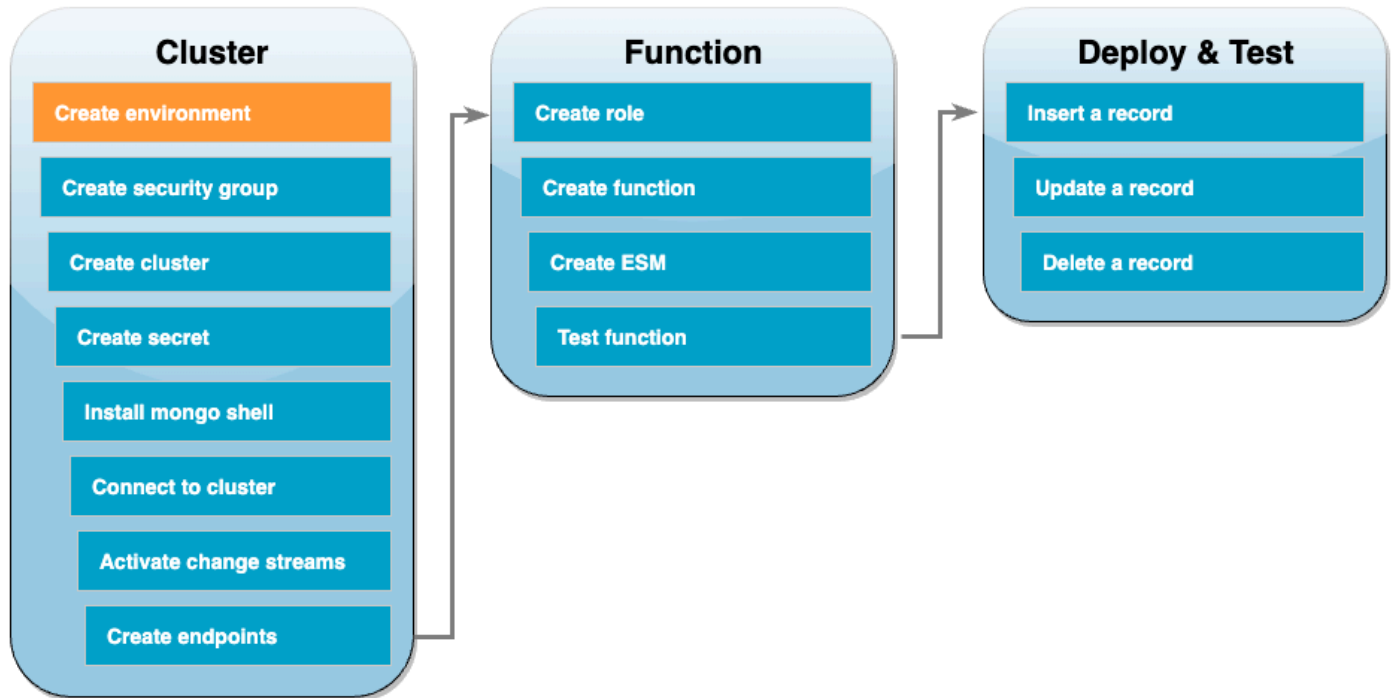 Cluster
Create environment
Create security group
Create cluster
Create secret
Install mongo shell
Connect to cluster
Activate change streams
Create endpoints
Function
Create role
Create function
Create ESM
Test function
Deploy & Test
Insert a record
Update a record
Delete a record